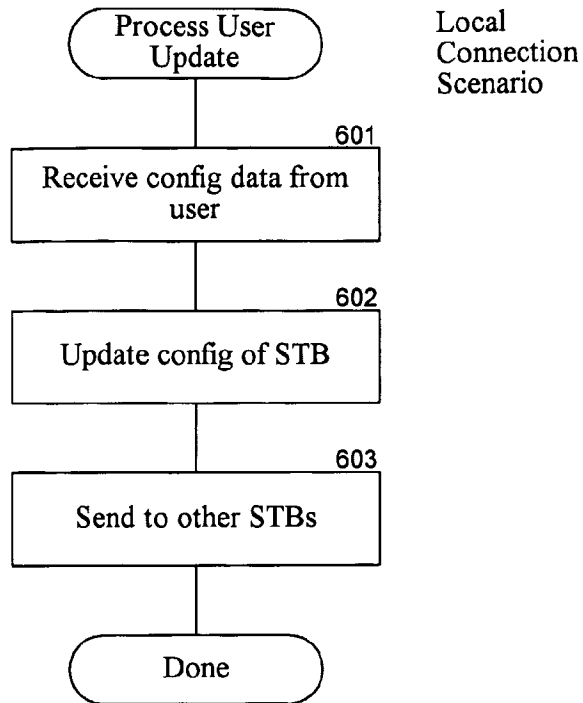 Process User
Update
Local
Connection
Scenario
601
Receive config data from
user
602
Update config of STB
603
Send to other STBs
Done